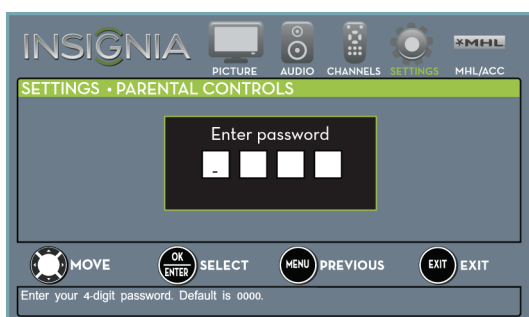 INSIGNIA
PICTURE AUDIO CHANNELS SETTINGS MHL MHL/ACC
SETTINGS • PARENTAL CONTROLS
Enter password
-
MOVE OK ENTER SELECT MENU PREVIOUS EXIT EXIT
Enter your 4-digit password. Default is 0000.